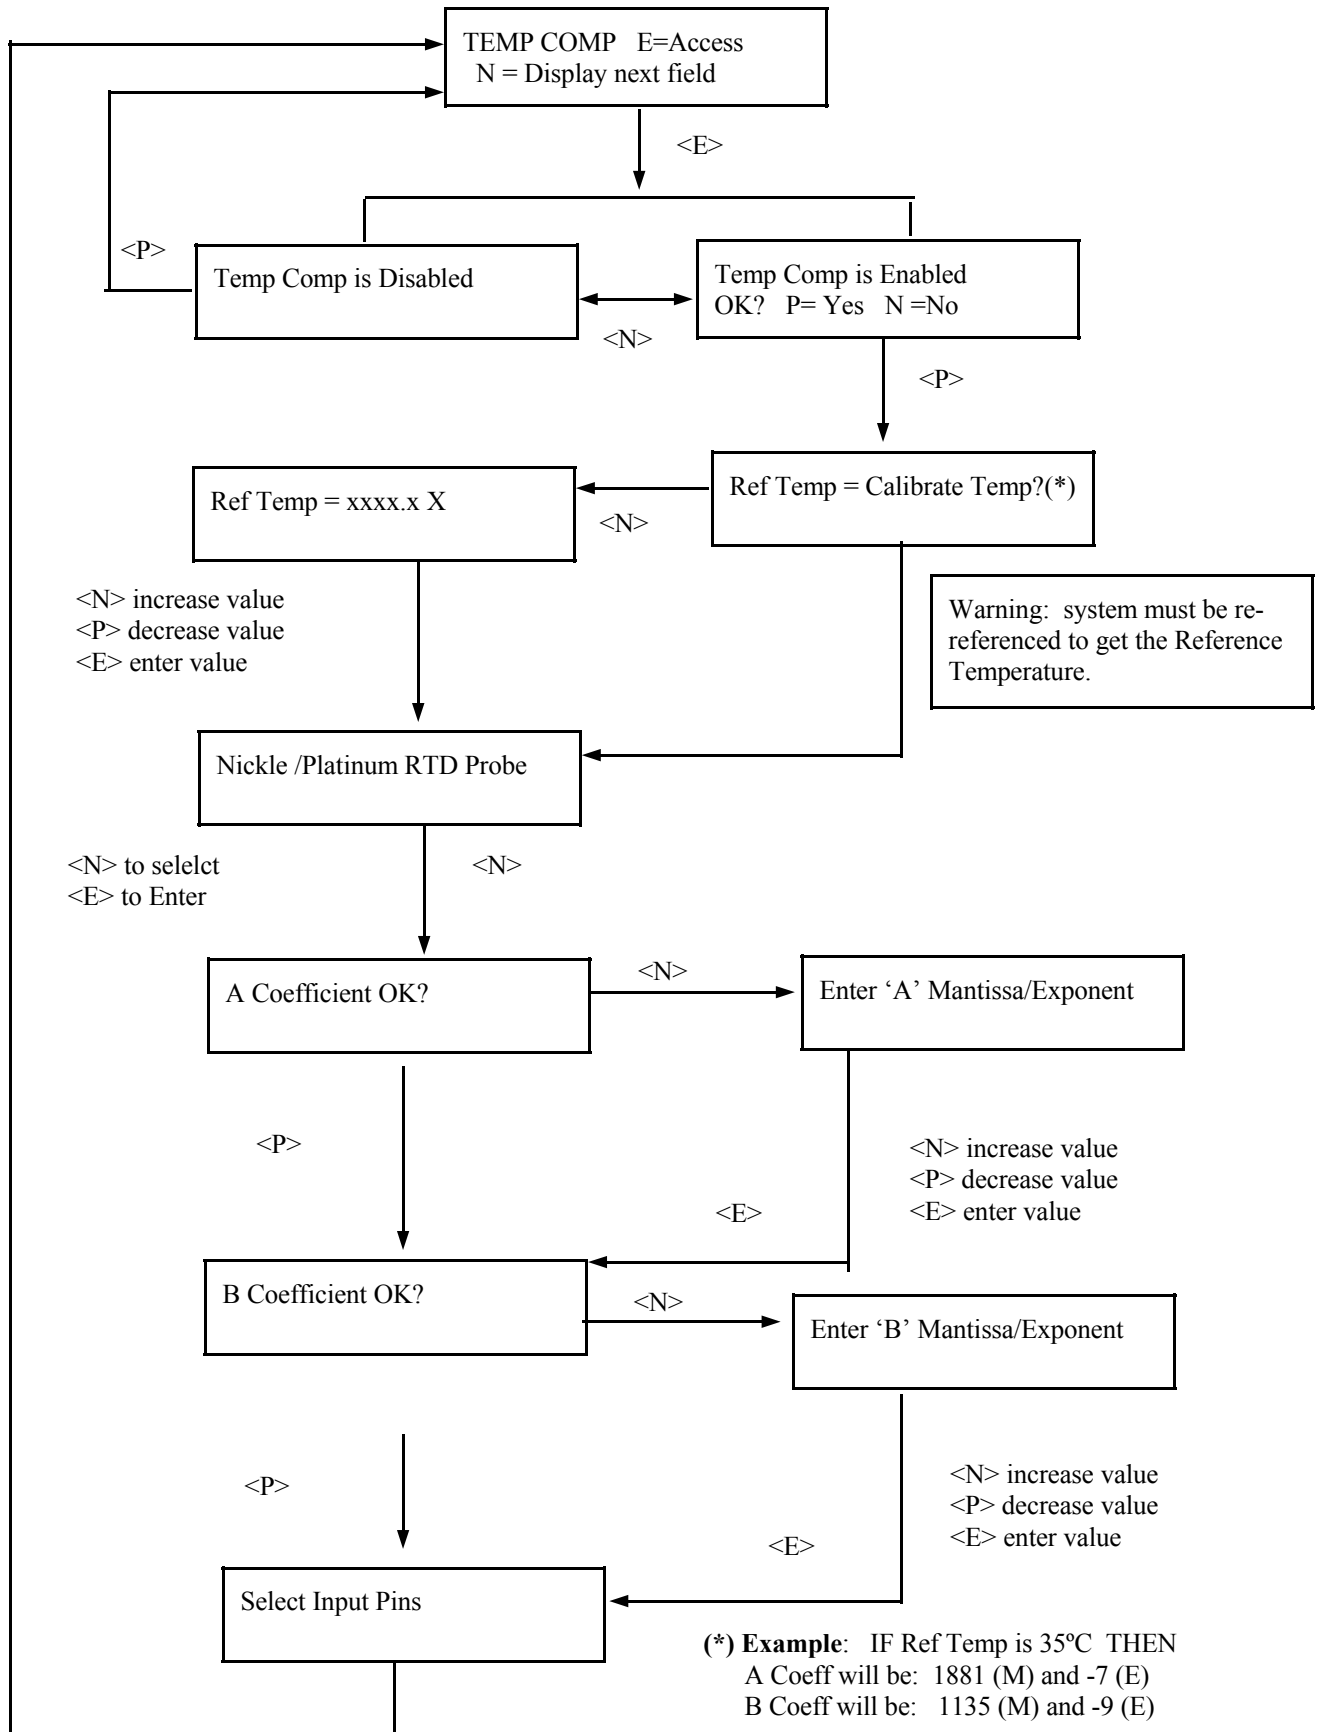 TEMP COMP   E=Access
N = Display next field
<E>
<P>
Temp Comp is Disabled
Temp Comp is Enabled
OK?   P= Yes   N =No
<N>
<P>
Ref Temp = xxxx.x X
Ref Temp = Calibrate Temp?(*)
<N>
<N> increase value
<P> decrease value
<E> enter value
Warning:  system must be re-
referenced to get the Reference
Temperature.
Nickle /Platinum RTD Probe
<N> to selelct
<E> to Enter
<N>
A Coefficient OK?
<N>
Enter ‘A’ Mantissa/Exponent
<P>
<N> increase value
<P> decrease value
<E> enter value
<E>
B Coefficient OK?
<N>
Enter ‘B’ Mantissa/Exponent
<P>
<N> increase value
<P> decrease value
<E> enter value
<E>
Select Input Pins
(*) Example:   IF Ref Temp is 35ºC  THEN
A Coeff will be:  1881 (M) and -7 (E)
B Coeff will be:   1135 (M) and -9 (E)